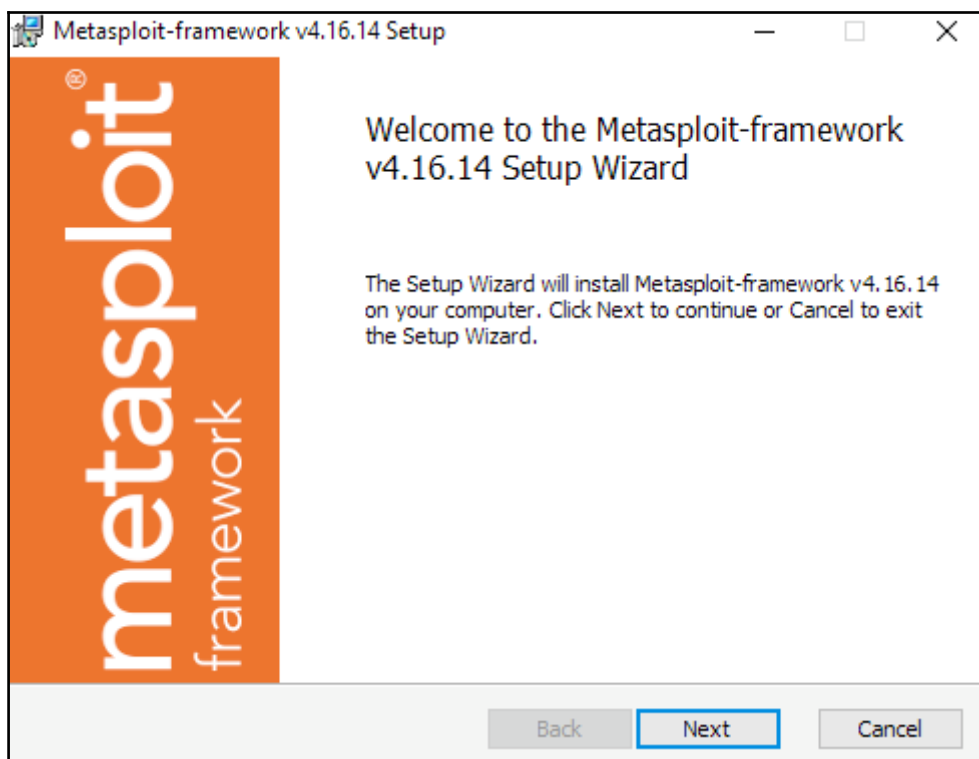 Metasploit-framework v4.16.14 Setup
metasploit®
framework
Welcome to the Metasploit-framework
v4.16.14 Setup Wizard
The Setup Wizard will install Metasploit-framework v4.16.14
on your computer. Click Next to continue or Cancel to exit
the Setup Wizard.
Back
Next
Cancel